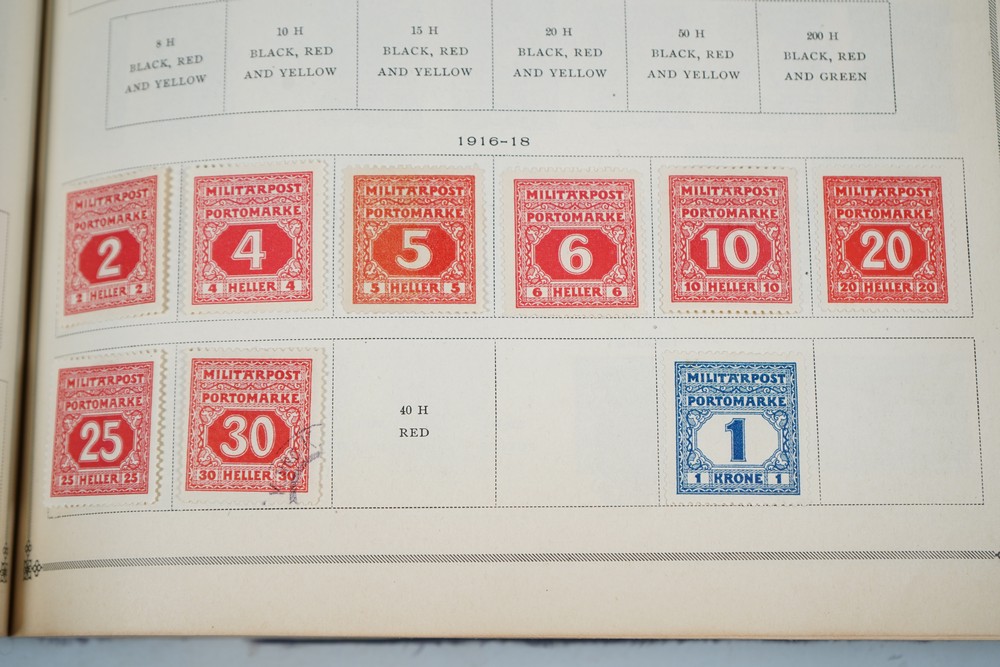 8 H
BLACK, RED
AND YELLOW
10 H
BLACK, RED
AND YELLOW
15 H
BLACK, RED
AND YELLOW
20 H
BLACK, RED
AND YELLOW
50 H
BLACK, RED
AND YELLOW
200 H
BLACK, RED
AND GREEN
1916-18
MILITÄRPOST
PORTOMARKE
2
2 HELLER 2
MILITÄRPOST
PORTOMARKE
4
4 HELLER 4
MILITÄRPOST
PORTOMARKE
5
5 HELLER 5
MILITÄRPOST
PORTOMARKE
6
6 HELLER 6
MILITÄRPOST
PORTOMARKE
10
10 HELLER 10
MILITÄRPOST
PORTOMARKE
20
20 HELLER 20
MILITÄRPOST
PORTOMARKE
25
25 HELLER 25
MILITÄRPOST
PORTOMARKE
30
30 HELLER 30
40 H
RED
MILITÄRPOST
PORTOMARKE
1
1 KRONE 1